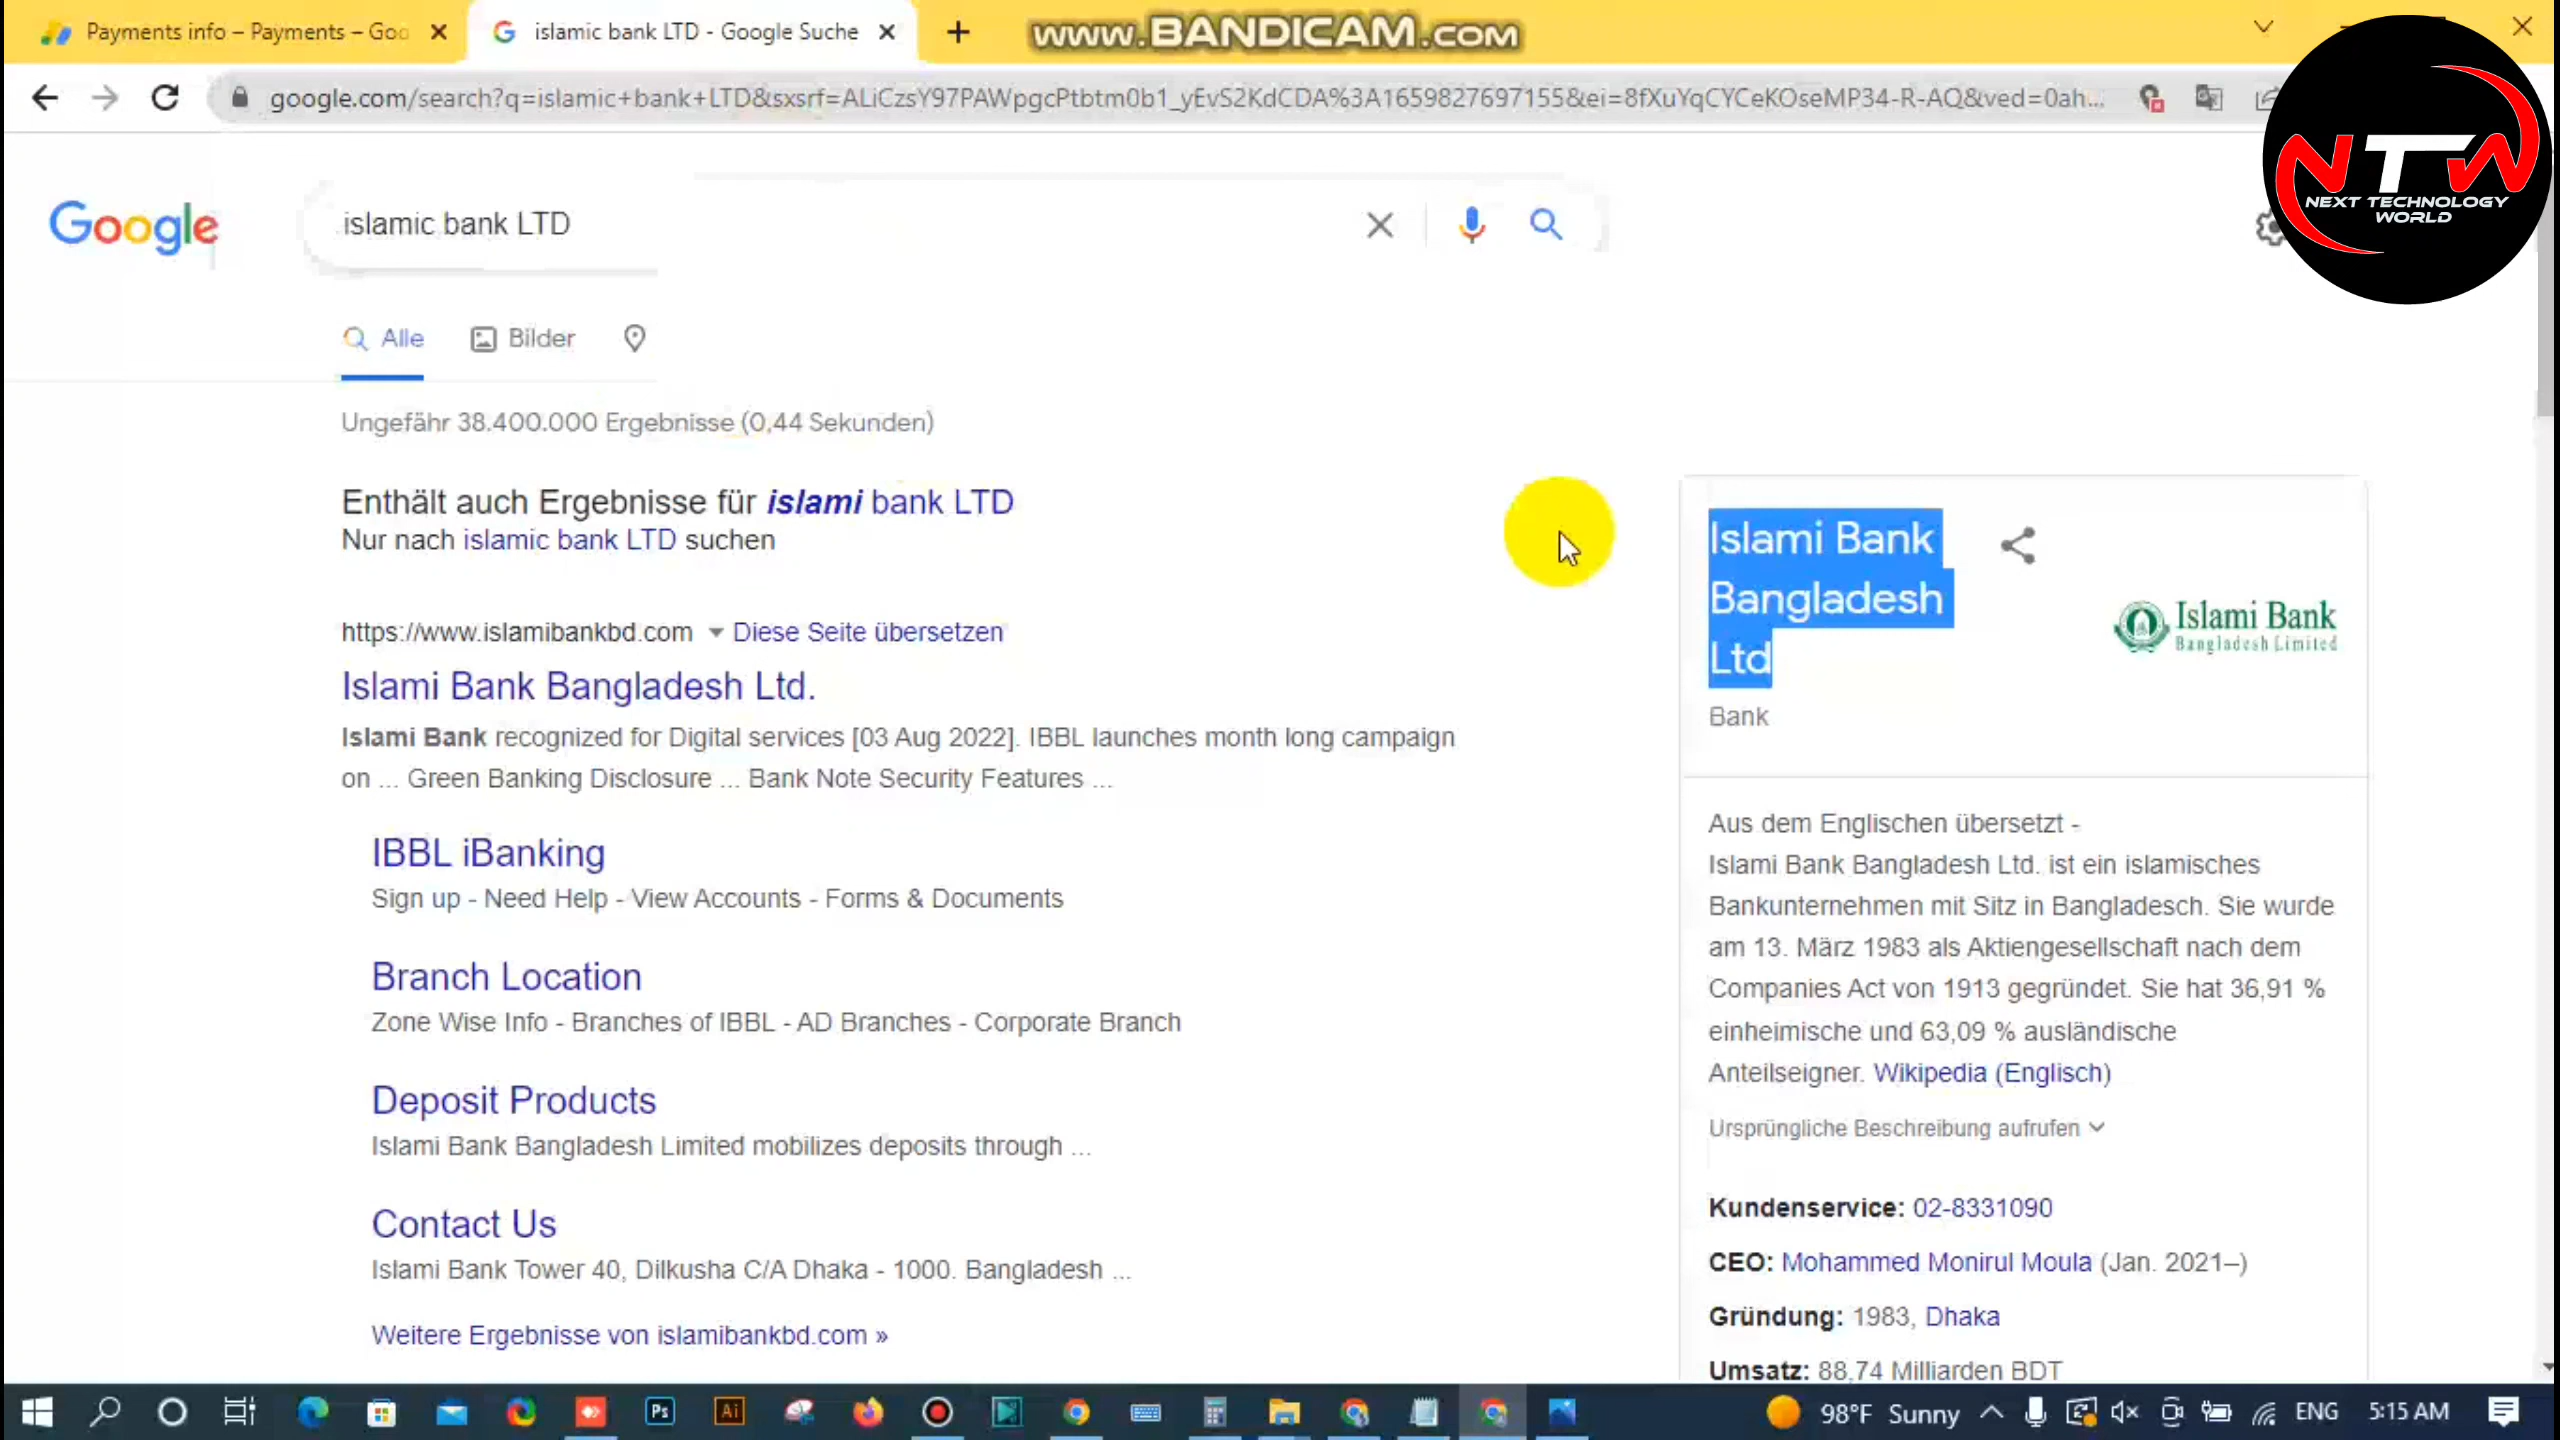 Payments info – Payments – Goo
islamic bank LTD - Google Suche
www.BANDICAM.com
google.com/search?q=islamic+bank+LTD&sxsrf=ALiCzsY97PAWpgcPtbtm0b1_yEvS2KdCDA%3A1659827697155&ei=8fXuYqCYCeKOseMP34-R-AQ&ved=0ah...
NTW
NEXT TECHNOLOGY
WORLD
Google
islamic bank LTD
Alle
Bilder
Ungefähr 38.400.000 Ergebnisse (0,44 Sekunden)
Enthält auch Ergebnisse für islami bank LTD
Nur nach islamic bank LTD suchen
https://www.islamibankbd.com
Diese Seite übersetzen
Islami Bank Bangladesh Ltd.
Islami Bank recognized for Digital services [03 Aug 2022]. IBBL launches month long campaign
on ... Green Banking Disclosure ... Bank Note Security Features ...
IBBL iBanking
Sign up - Need Help - View Accounts - Forms & Documents
Branch Location
Zone Wise Info - Branches of IBBL - AD Branches - Corporate Branch
Deposit Products
Islami Bank Bangladesh Limited mobilizes deposits through ...
Contact Us
Islami Bank Tower 40, Dilkusha C/A Dhaka - 1000. Bangladesh ...
Weitere Ergebnisse von islamibankbd.com »
Islami Bank
Bangladesh
Ltd
Bank
Islami Bank
Bangladesh Limited
Aus dem Englischen übersetzt -
Islami Bank Bangladesh Ltd. ist ein islamisches
Bankunternehmen mit Sitz in Bangladesch. Sie wurde
am 13. März 1983 als Aktiengesellschaft nach dem
Companies Act von 1913 gegründet. Sie hat 36,91 %
einheimische und 63,09 % ausländische
Anteilseigner. Wikipedia (Englisch)
Ursprüngliche Beschreibung aufrufen
Kundenservice: 02-8331090
CEO: Mohammed Monirul Moula (Jan. 2021–)
Gründung: 1983, Dhaka
Umsatz: 88,74 Milliarden BDT
Ps
Ai
98°F Sunny
ENG
5:15 AM